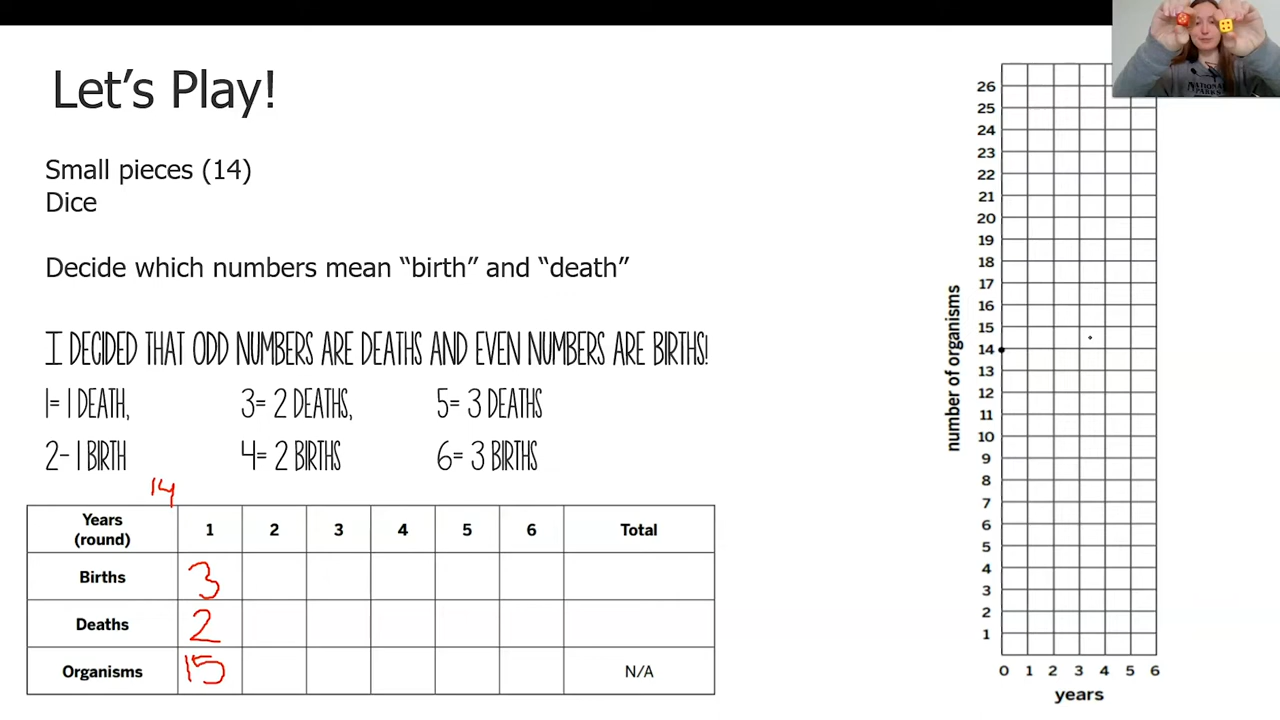 Let's Play!
Small pieces (14)
Dice
Decide which numbers mean “birth” and “death”
I DECIDED THAT ODD NUMBERS ARE DEATHS AND EVEN NUMBERS ARE BIRTHS!
1= 1 DEATH, 3= 2 DEATHS, 5= 3 DEATHS
2- 1 BIRTH 4= 2 BIRTHS 6= 3 BIRTHS
14
Years (round) 1 2 3 4 5 6 Total
Births 3
Deaths 2
Organisms 15 N/A
number of organisms
26
25
24
23
22
21
20
19
18
17
16
15
14
13
12
11
10
9
8
7
6
5
4
3
2
1
0 1 2 3 4 5 6
years
NATIONAL
PARKS